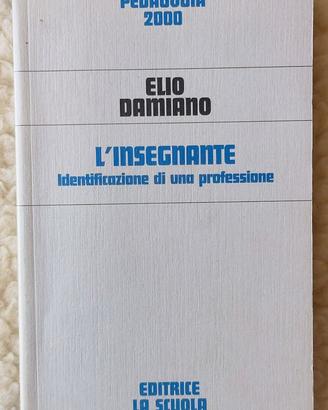 PEDAGOGIA
2000
ELIO
DAMIANO
L'INSEGNANTE
Identificazione di una professione
EDITRICE
LA SCUOLA